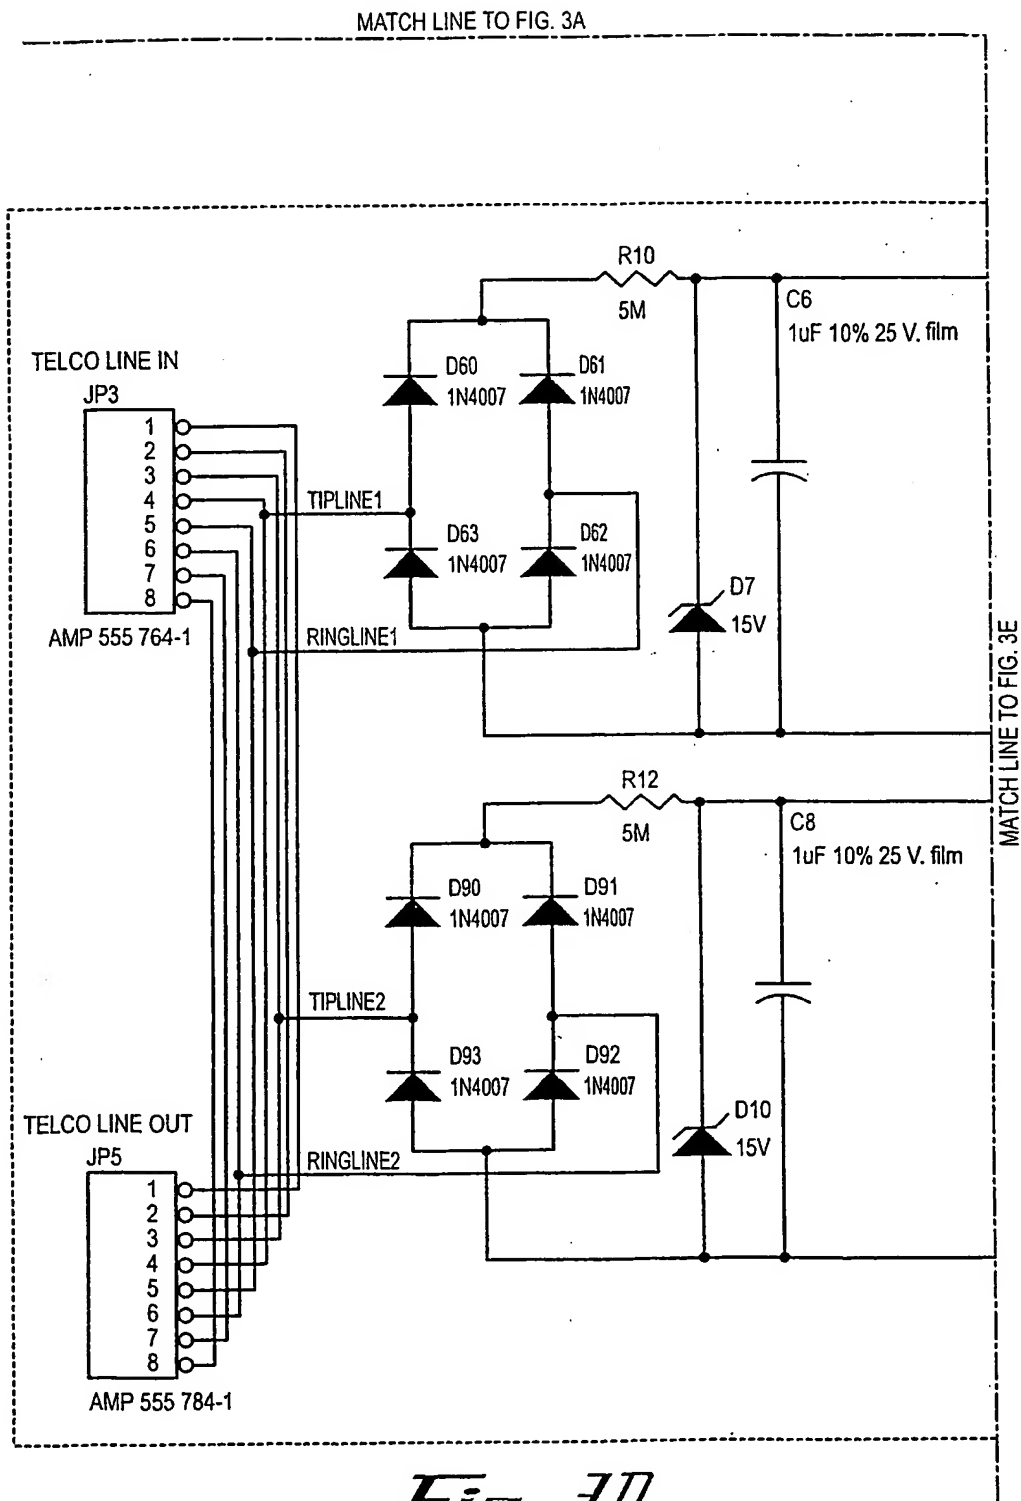 MATCH LINE TO FIG. 3A
R10
5M
C6
1uF 10% 25 V. film
TELCO LINE IN
JP3
D60
1N4007
D61
1N4007
1
2
3
4
5
6
7
8
TIPLINE1
D63
1N4007
D62
1N4007
D7
15V
AMP 555 764-1
RINGLINE1
MATCH LINE TO FIG. 3E
R12
5M
C8
1uF 10% 25 V. film
D90
1N4007
D91
1N4007
TIPLINE2
D93
1N4007
D92
1N4007
D10
15V
TELCO LINE OUT
JP5
RINGLINE2
1
2
3
4
5
6
7
8
AMP 555 784-1
Fig. 3D